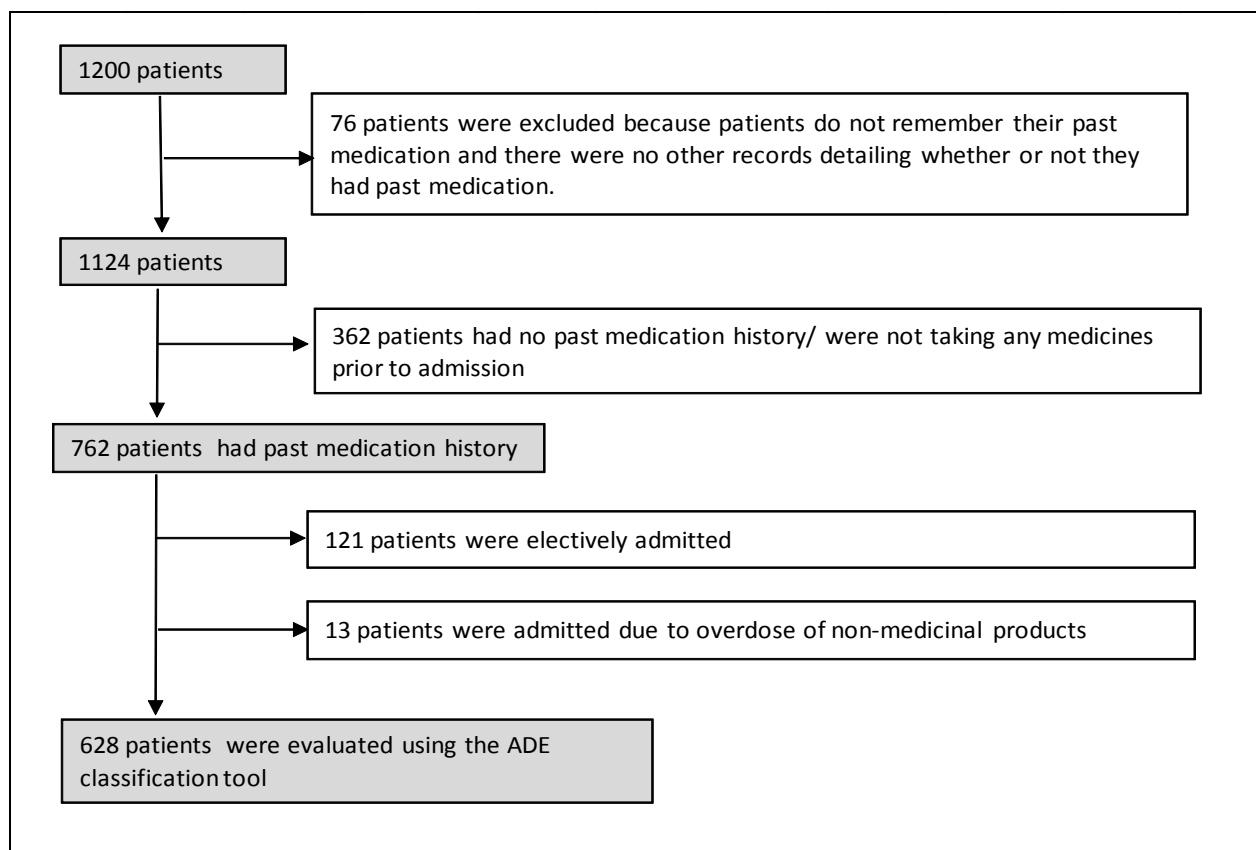 1200 patients
76 patients were excluded because patients do not remember their past
medication and there were no other records detailing whether or not they
had past medication.
1124 patients
362 patients had no past medication history/ were not taking any medicines
prior to admission
762 patients had past medication history
121 patients were electively admitted
13 patients were admitted due to overdose of non-medicinal products
628 patients were evaluated using the ADE
classification tool